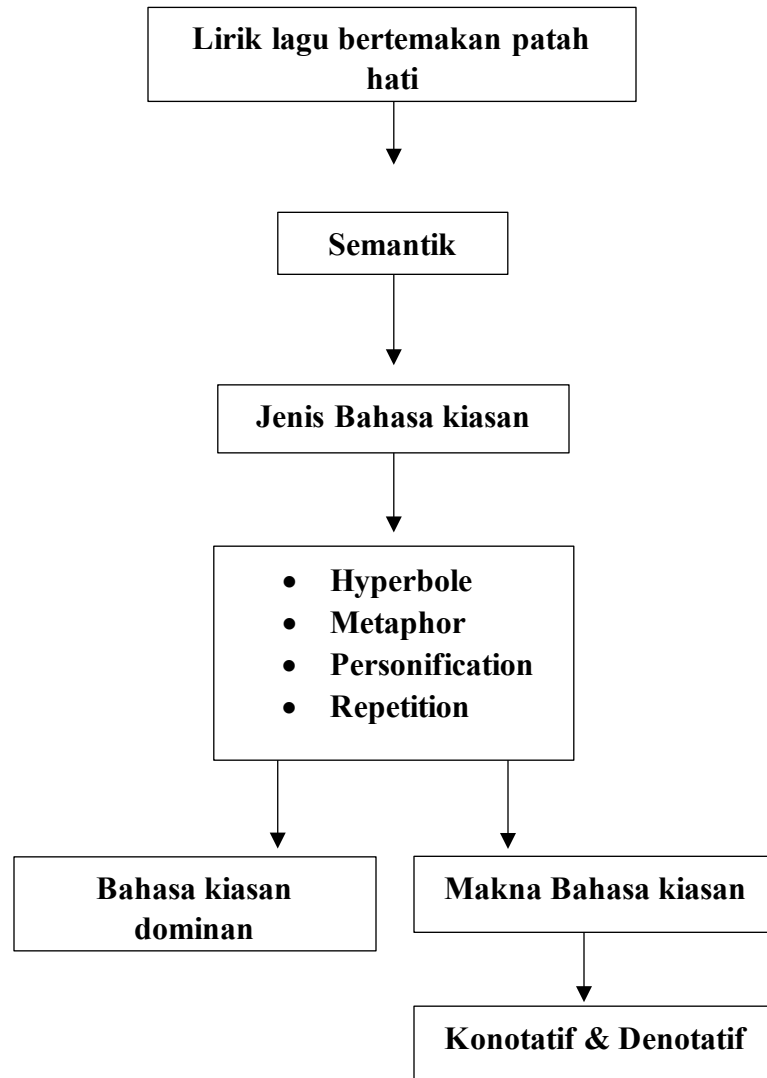 Lirik lagu bertemakan patah
hati
Semantik
Jenis Bahasa kiasan
• Hyperbole
• Metaphor
• Personification
• Repetition
Bahasa kiasan
dominan
Makna Bahasa kiasan
Konotatif & Denotatif